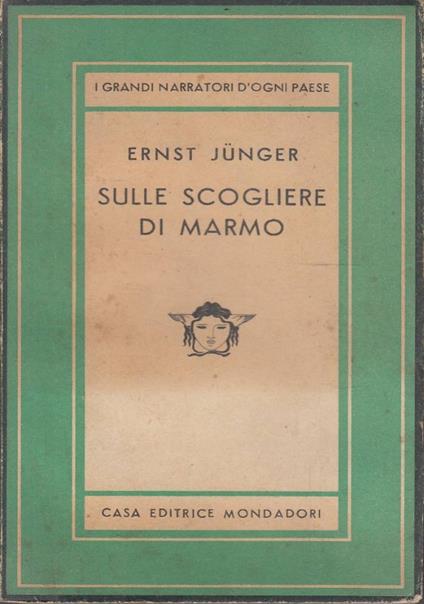 I GRANDI NARRATORI D'OGNI PAESE
ERNST JÜNGER
SULLE SCOGLIERE
DI MARMO
CASA EDITRICE MONDADORI